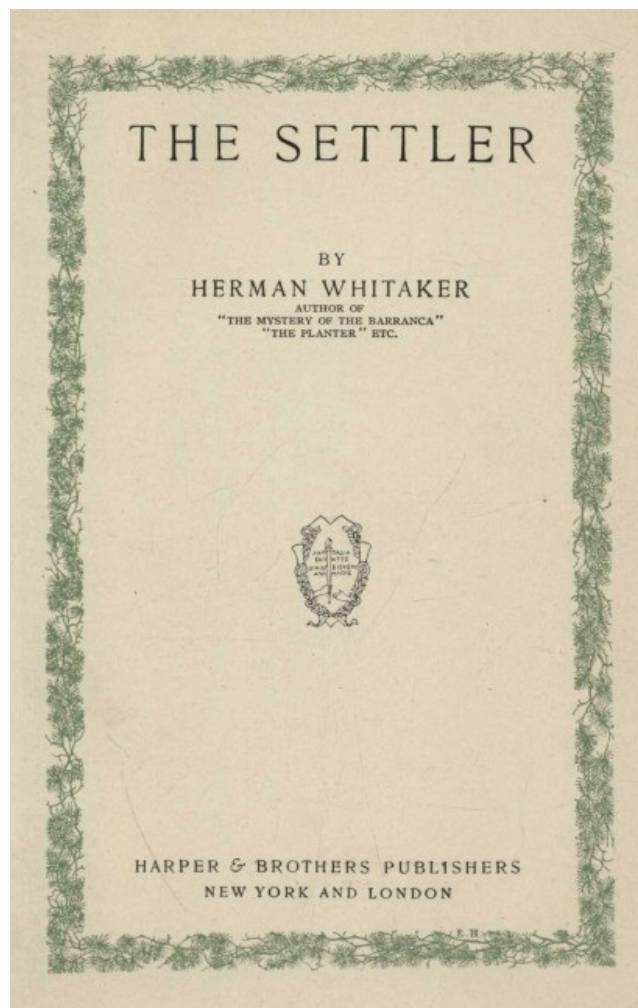 THE SETTLER
BY
HERMAN WHITAKER
AUTHOR OF
"THE MYSTERY OF THE BARRANCA"
"THE PLANTER" ETC.
HARPER & BROTHERS PUBLISHERS
NEW YORK AND LONDON
E. H.